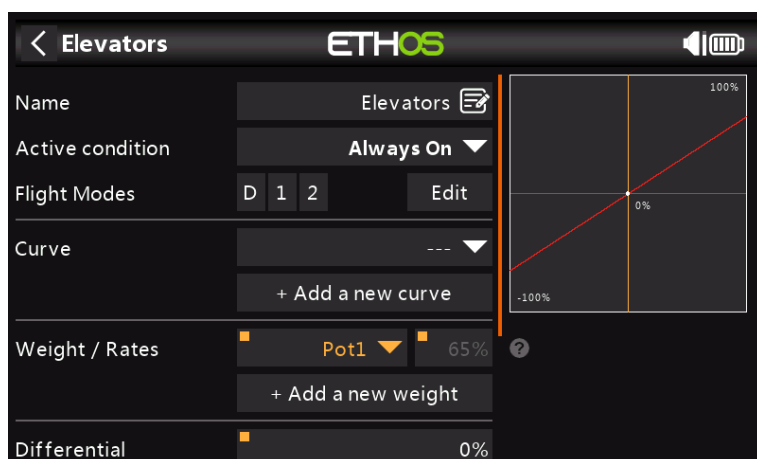 Elevators
ETHOS
Name Elevators
Active condition Always On
Flight Modes D 1 2 Edit
Curve ---
+ Add a new curve
Weight / Rates Pot1 65%
+ Add a new weight
Differential 0%
100%
0%
-100%
?